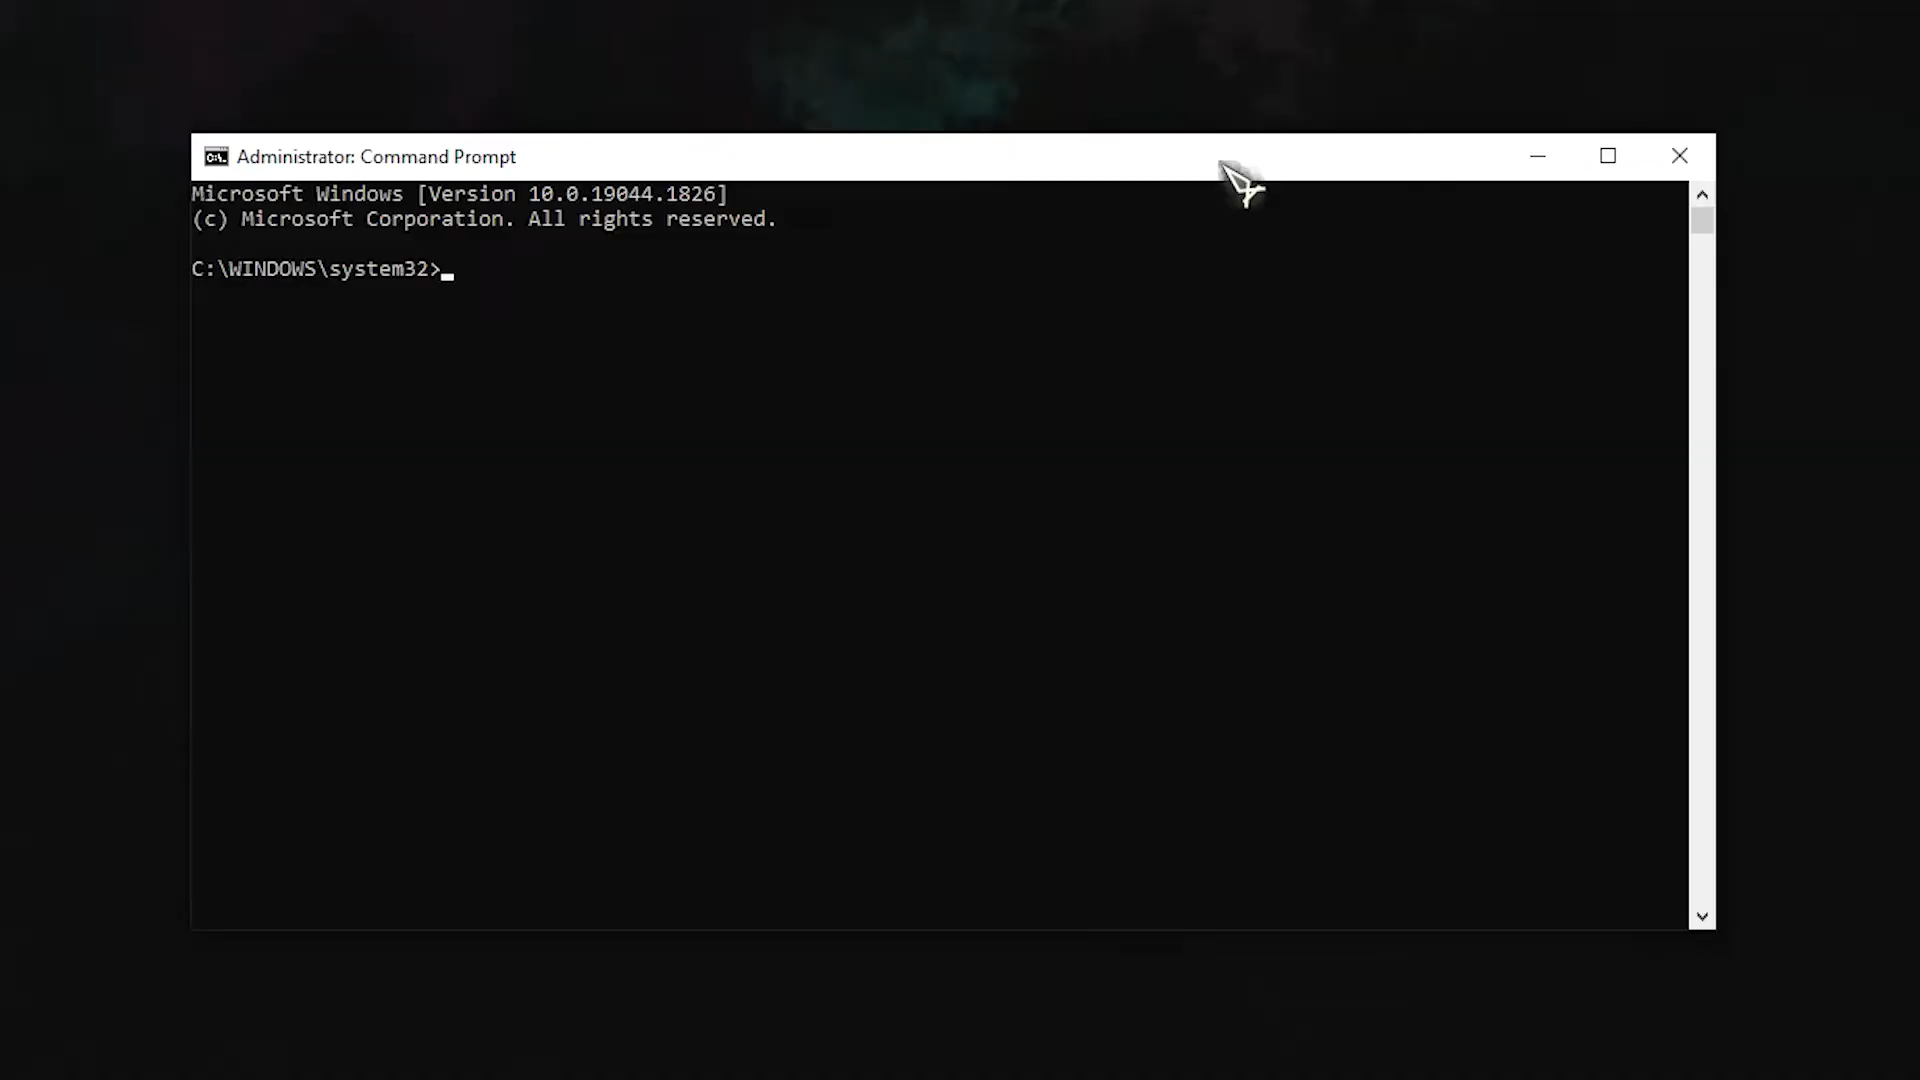 Administrator: Command Prompt
Microsoft Windows [Version 10.0.19044.1826]
(c) Microsoft Corporation. All rights reserved.
C:\WINDOWS\system32>